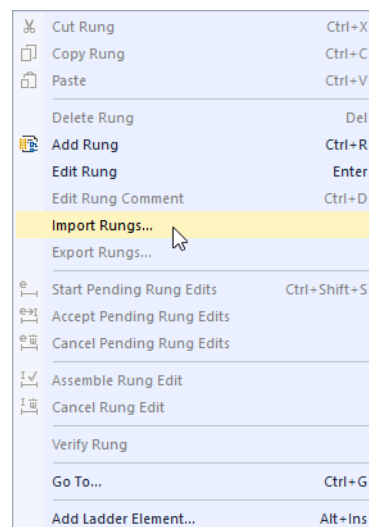 Cut Rung Ctrl+X
Copy Rung Ctrl+C
Paste Ctrl+V
Delete Rung Del
Add Rung Ctrl+R
Edit Rung Enter
Edit Rung Comment Ctrl+D
Import Rungs...
Export Rungs...
Start Pending Rung Edits Ctrl+Shift+S
Accept Pending Rung Edits
Cancel Pending Rung Edits
Assemble Rung Edit
Cancel Rung Edit
Verify Rung
Go To... Ctrl+G
Add Ladder Element... Alt+Ins